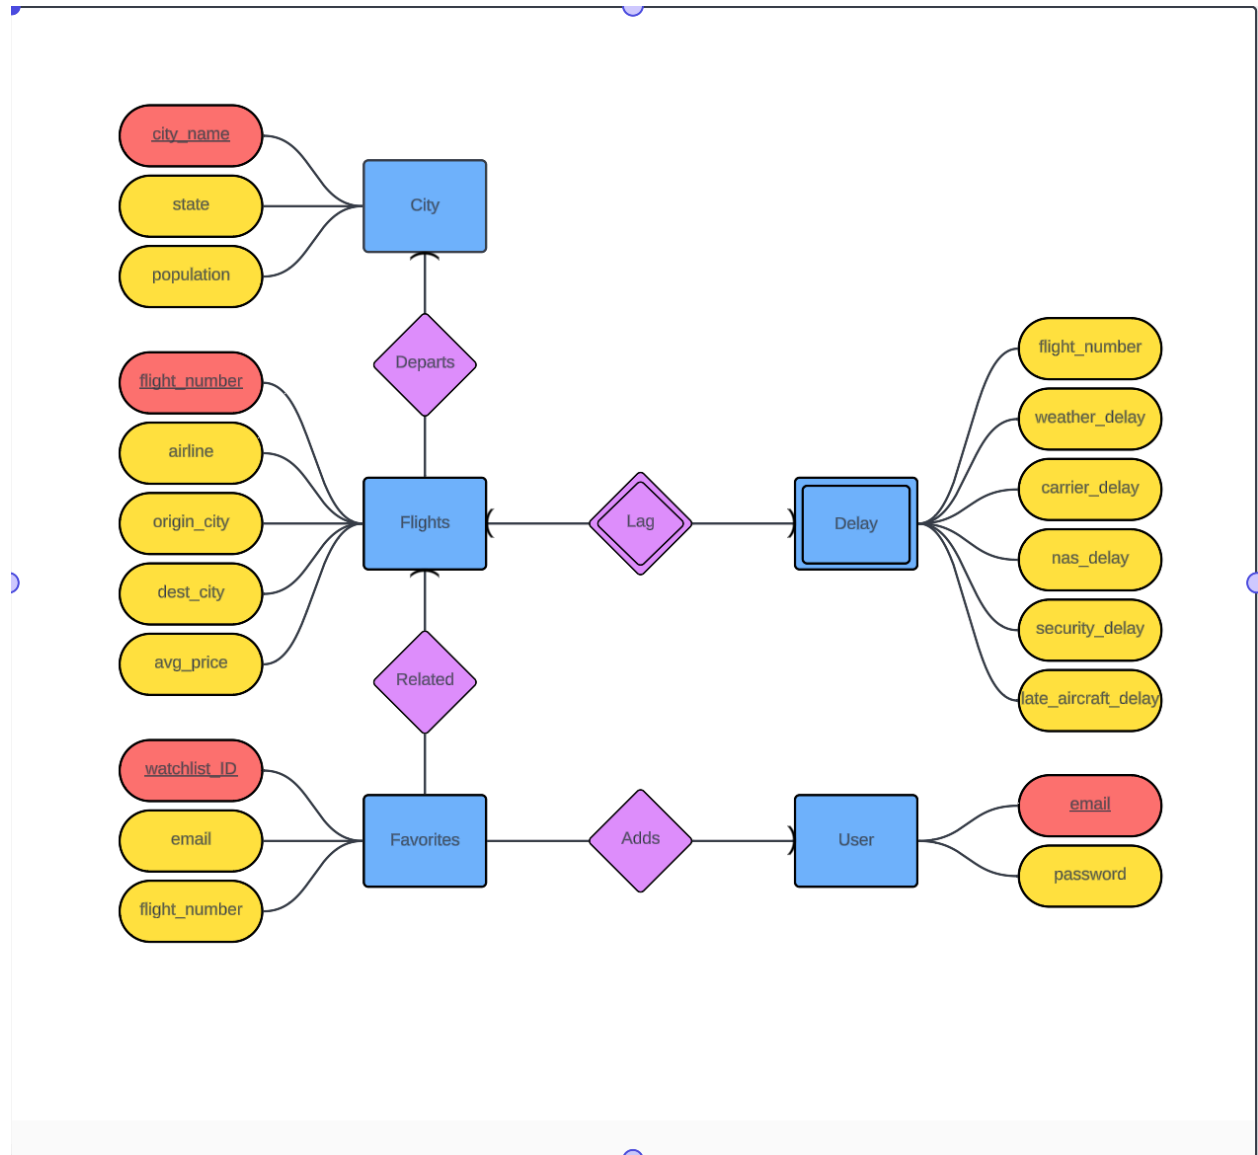 city_name
state
population
City
Departs
flight_number
airline
origin_city
dest_city
avg_price
Flights
Lag
Delay
flight_number
weather_delay
carrier_delay
nas_delay
security_delay
late_aircraft_delay
Related
watchlist_ID
email
flight_number
Favorites
Adds
User
email
password